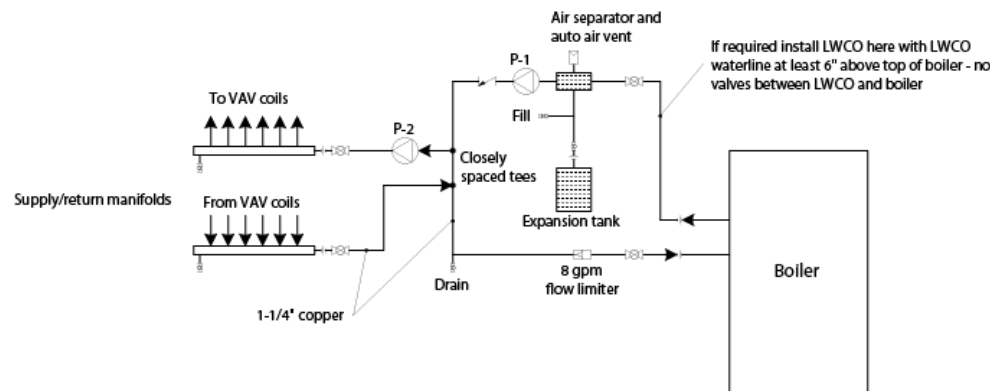 Air separator and
auto air vent
If required install LWCO here with LWCO
waterline at least 6" above top of boiler - no
valves between LWCO and boiler
P-1
To VAV coils
Fill
P-2
Closely
spaced tees
Supply/return manifolds
From VAV coils
Expansion tank
Boiler
Drain
8 gpm
flow limiter
1-1/4" copper